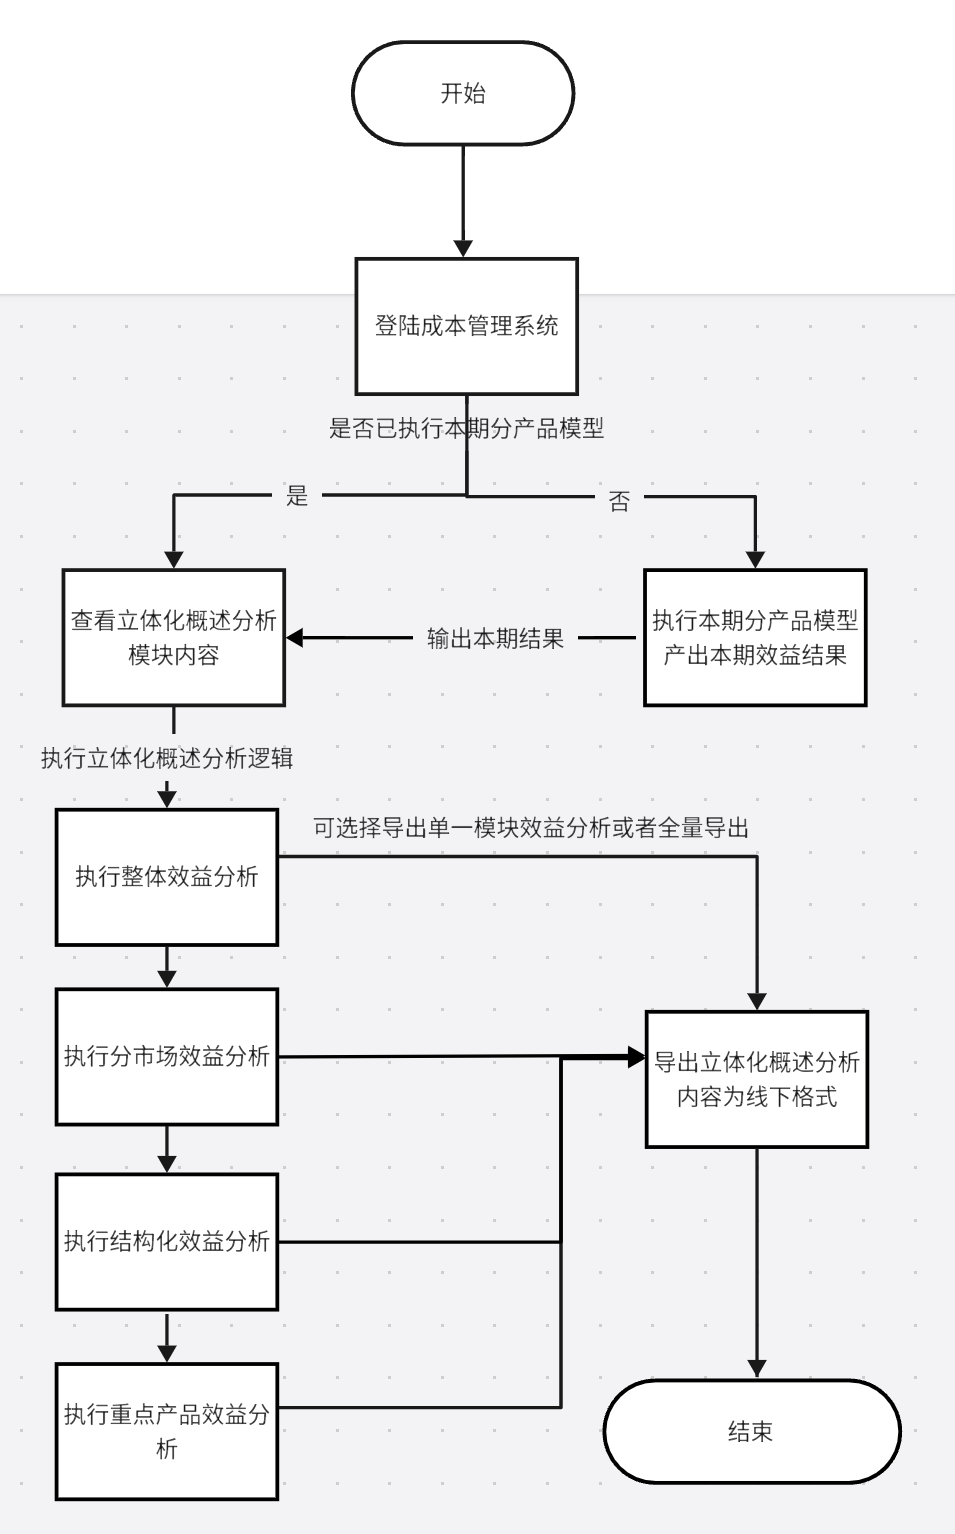 开始
登陆成本管理系统
是否已执行本期分产品模型
是
否
查看立体化概述分析
模块内容
输出本期结果
执行本期分产品模型
产出本期效益结果
执行立体化概述分析逻辑
可选择导出单一模块效益分析或者全量导出
执行整体效益分析
执行分市场效益分析
导出立体化概述分析
内容为线下格式
执行结构化效益分析
执行重点产品效益分
析
结束